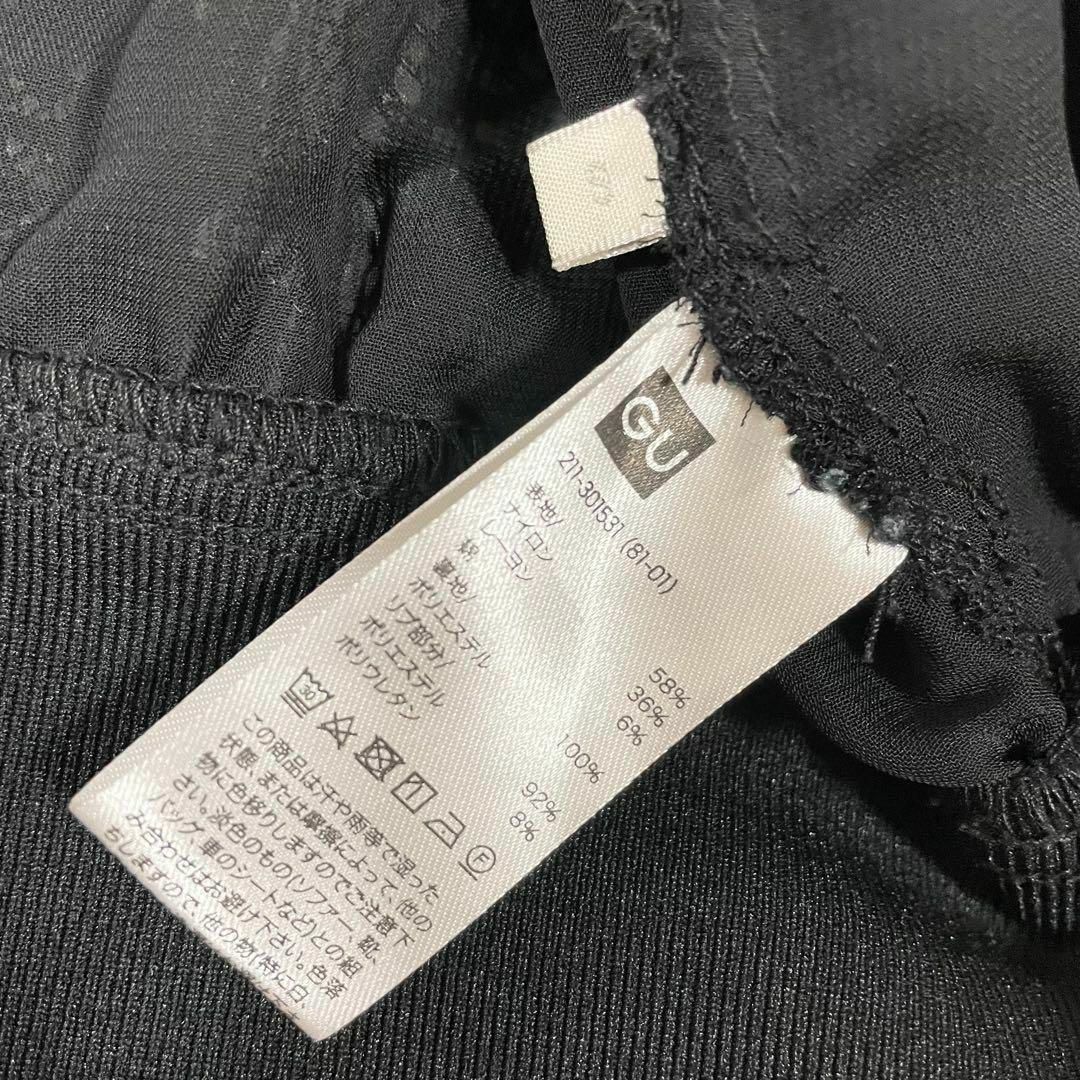 GU
211-301531 (81-01)
表地/
ナイロン 58%
レーヨン 36%
綿 6%
裏地/
ポリエステル 100%
リブ部分/
ポリエステル 92%
ポリウレタン 8%
30
F
この商品は汗や雨等で湿った
状態、または摩擦によって、他の
物に色移りしますのでご注意下
さい。淡色のもの(ソファー、靴、
バッグ、車のシートなど)との組
み合わせはお避け下さい。色落
ちしますので、他の物(特に白、